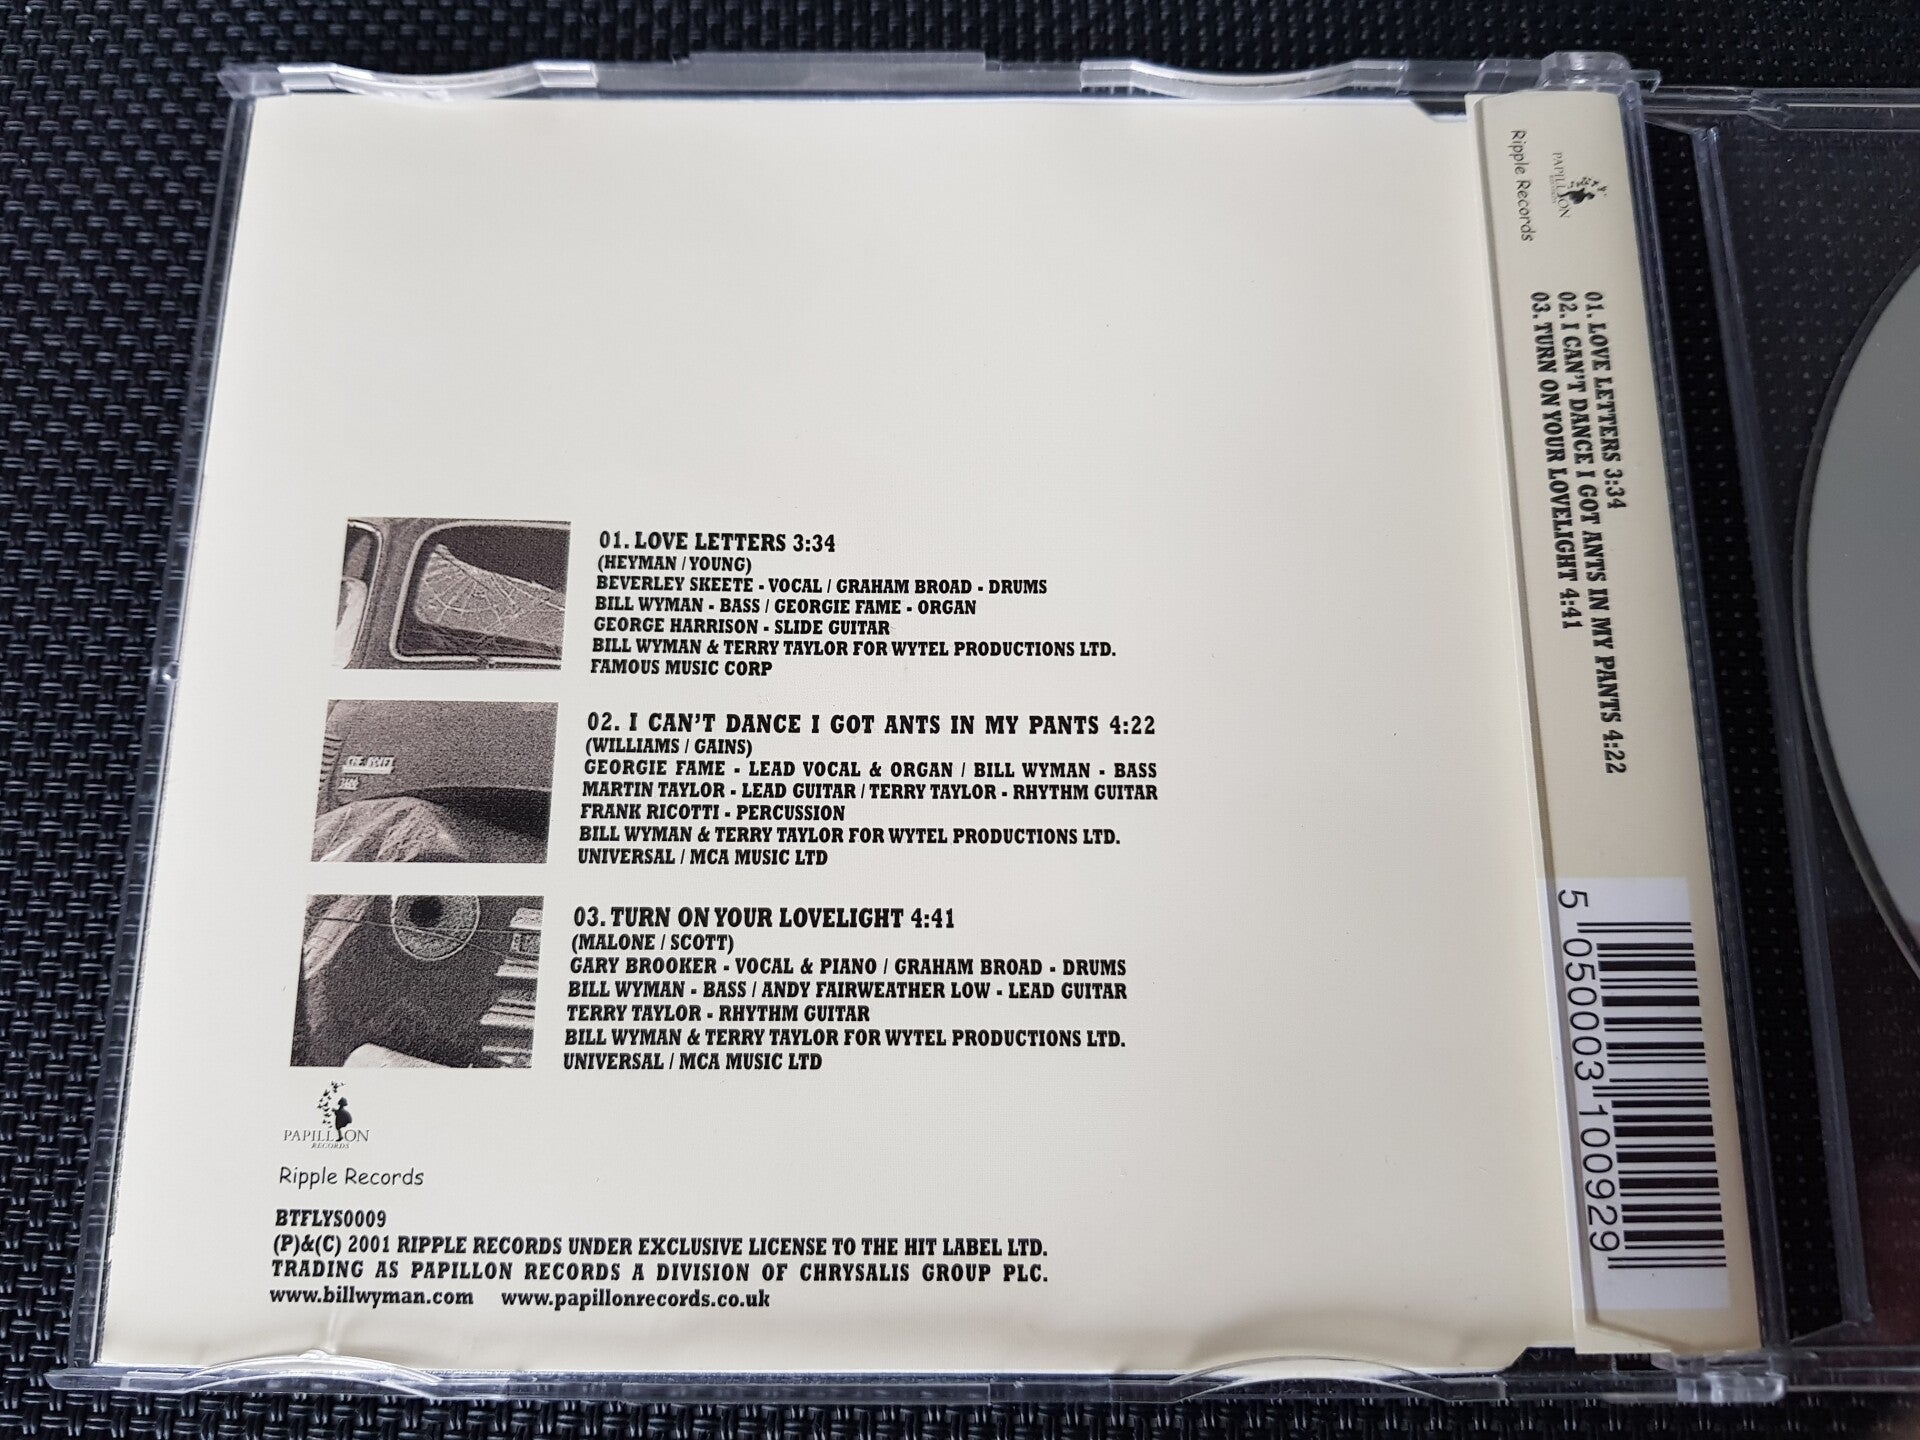 01. LOVE LETTERS 3:34
(HEYMAN / YOUNG)
BEVERLEY SKEETE - VOCAL / GRAHAM BROAD - DRUMS
BILL WYMAN - BASS / GEORGIE FAME - ORGAN
GEORGE HARRISON - SLIDE GUITAR
BILL WYMAN & TERRY TAYLOR FOR WYTEL PRODUCTIONS LTD.
FAMOUS MUSIC CORP
02. I CAN'T DANCE I GOT ANTS IN MY PANTS 4:22
(WILLIAMS / GAINS)
GEORGIE FAME - LEAD VOCAL & ORGAN / BILL WYMAN - BASS
MARTIN TAYLOR - LEAD GUITAR / TERRY TAYLOR - RHYTHM GUITAR
FRANK RICOTTI - PERCUSSION
BILL WYMAN & TERRY TAYLOR FOR WYTEL PRODUCTIONS LTD.
UNIVERSAL / MCA MUSIC LTD
03. TURN ON YOUR LOVELIGHT 4:41
(MALONE / SCOTT)
GARY BROOKER - VOCAL & PIANO / GRAHAM BROAD - DRUMS
BILL WYMAN - BASS / ANDY FAIRWEATHER LOW - LEAD GUITAR
TERRY TAYLOR - RHYTHM GUITAR
BILL WYMAN & TERRY TAYLOR FOR WYTEL PRODUCTIONS LTD.
UNIVERSAL / MCA MUSIC LTD
PAPILLON
RECORDS
Ripple Records
BTFLYS0009
(P)&(C) 2001 RIPPLE RECORDS UNDER EXCLUSIVE LICENSE TO THE HIT LABEL LTD.
TRADING AS PAPILLON RECORDS A DIVISION OF CHRYSALIS GROUP PLC.
www.billwyman.com www.papillonrecords.co.uk
PAPILLON
RECORDS
Ripple Records
01. LOVE LETTERS 3:34
02. I CAN'T DANCE I GOT ANTS IN MY PANTS 4:22
03. TURN ON YOUR LOVELIGHT 4:41
5 050003 100929